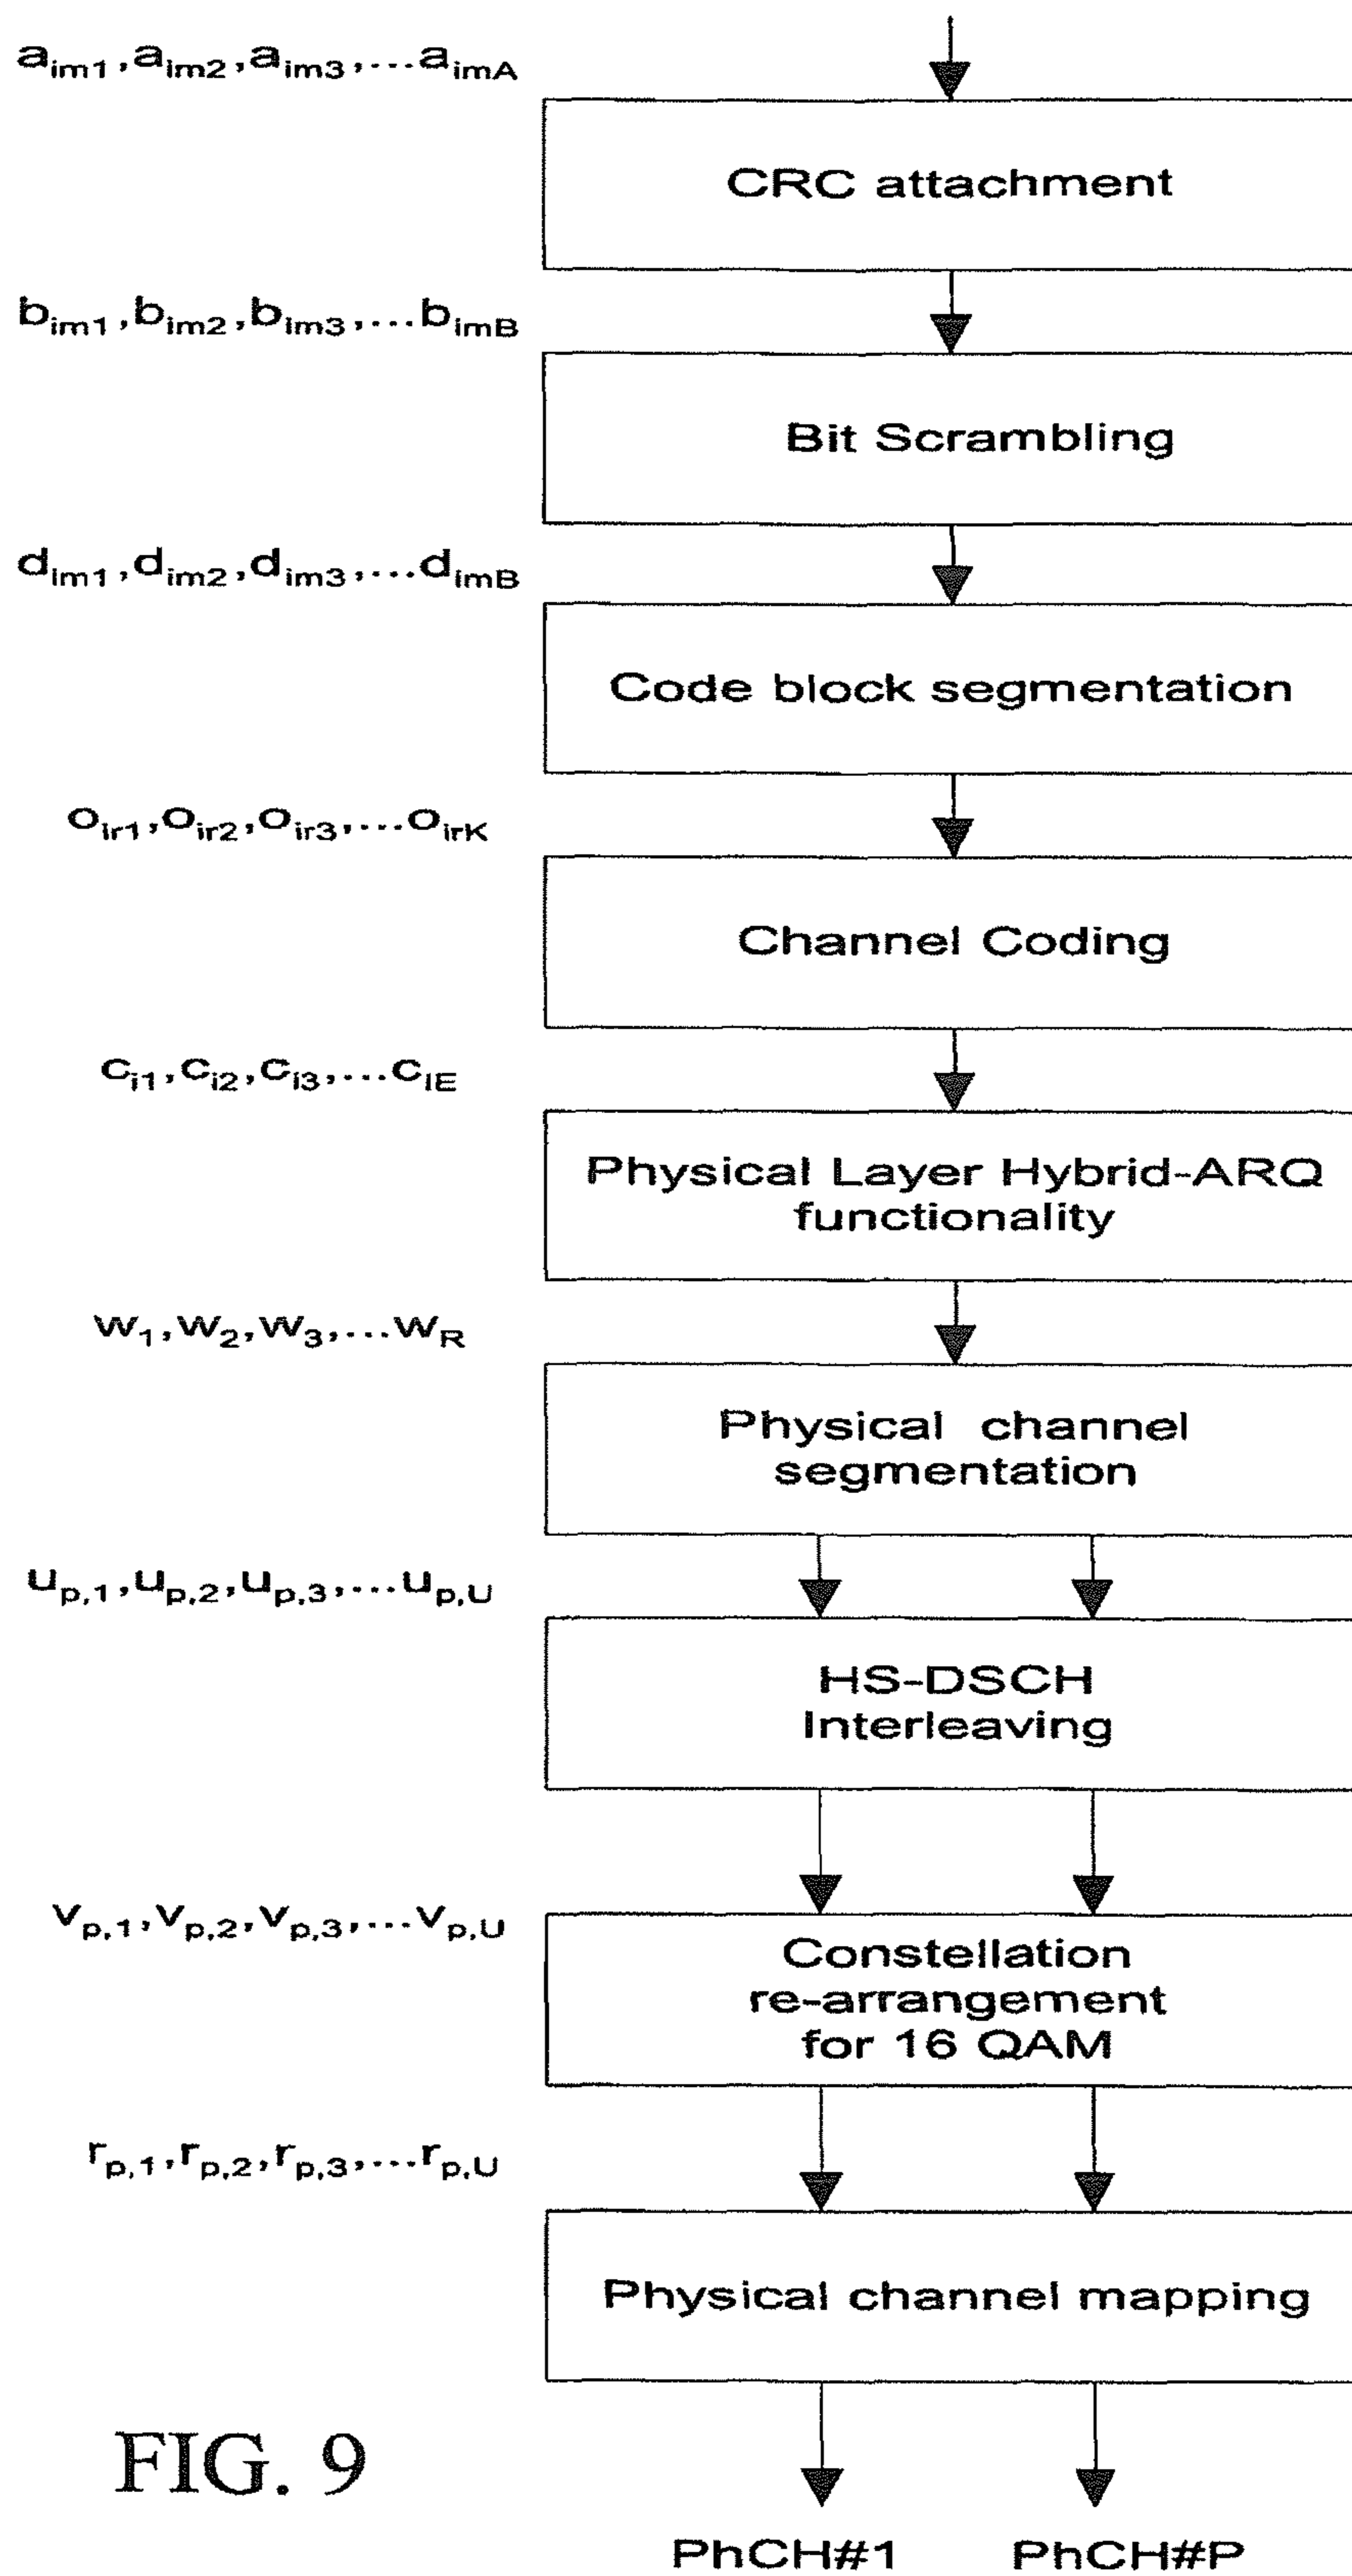 a_im1,a_im2,a_im3,...a_imA
CRC attachment
b_im1,b_im2,b_im3,...b_imB
Bit Scrambling
d_im1,d_im2,d_im3,...d_imB
Code block segmentation
o_ir1,o_ir2,o_ir3,...o_irK
Channel Coding
c_i1,c_i2,c_i3,...c_iE
Physical Layer Hybrid-ARQ
functionality
w_1,w_2,w_3,...w_R
Physical channel
segmentation
u_p,1,u_p,2,u_p,3,...u_p,U
HS-DSCH
Interleaving
v_p,1,v_p,2,v_p,3,...v_p,U
Constellation
re-arrangement
for 16 QAM
r_p,1,r_p,2,r_p,3,...r_p,U
Physical channel mapping
FIG. 9
PhCH#1 PhCH#P